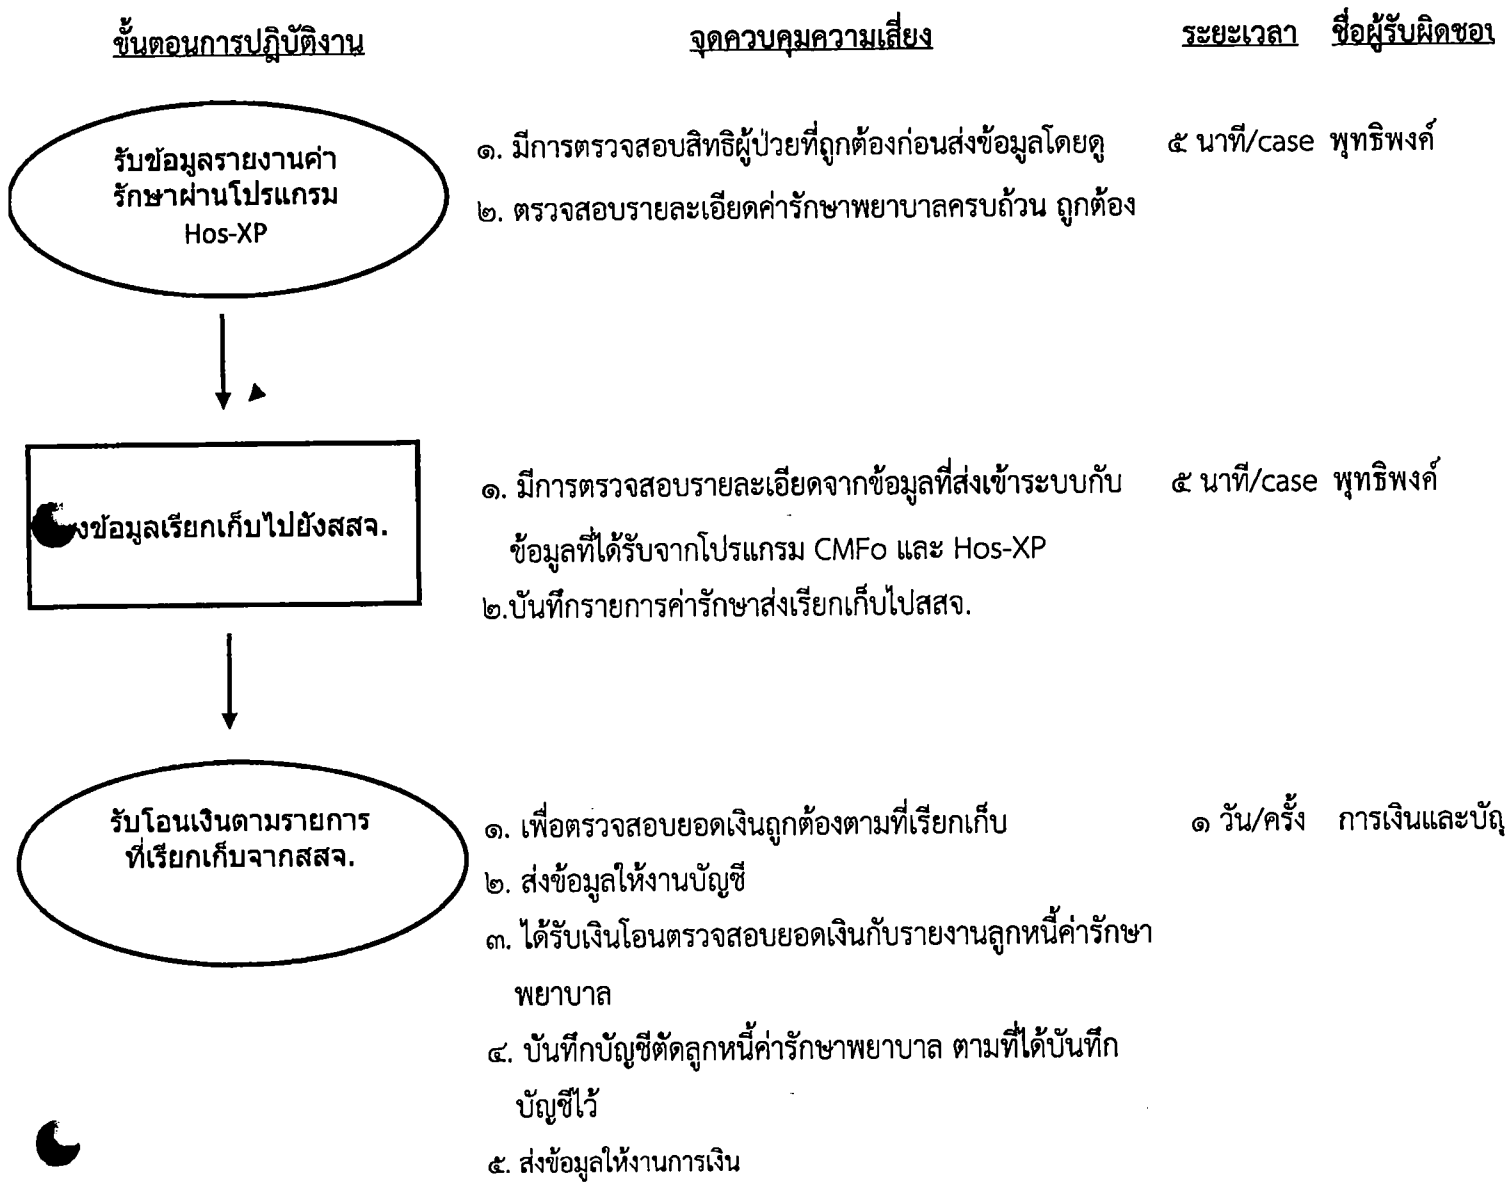 ขั้นตอนการปฏิบัติงาน จุดควบคุมความเสี่ยง ระยะเวลา
รับข้อมูลรายงานค่า
รักษาผ่านโปรแกรม
Hos-XP
๑. มีการตรวจสอบสิทธิผู้ป่วยที่ถูกต้องก่อนส่งข้อมูลโดยดู ๕ นาที/case พุทธิพงค์
๒. ตรวจสอบรายละเอียดค่ารักษาพยาบาลครบถ้วน ถูกต้อง
งข้อมูลเรียกเก็บไปยังสสจ.
๑. มีการตรวจสอบรายละเอียดจากข้อมูลที่ส่งเข้าระบบกับ ๕ นาที/case พุทธิพงค์
ข้อมูลที่ได้รับจากโปรแกรม CMFo และ Hos-XP
๒.บันทึกรายการค่ารักษาส่งเรียกเก็บไปสสจ.
รับโอนเงินตามรายการ
ที่เรียกเก็บจากสสจ.
๑. เพื่อตรวจสอบยอดเงินถูกต้องตามที่เรียกเก็บ ๑ วัน/ครั้ง การเงินและบัญ
๒. ส่งข้อมูลให้งานบัญชี
๓. ได้รับเงินโอนตรวจสอบยอดเงินกับรายงานลูกหนี้ค่ารักษา
พยาบาล
๔. บันทึกบัญชีตัดลูกหนี้ค่ารักษาพยาบาล ตามที่ได้บันทึก
บัญชีไว้
๕. ส่งข้อมูลให้งานการเงิน